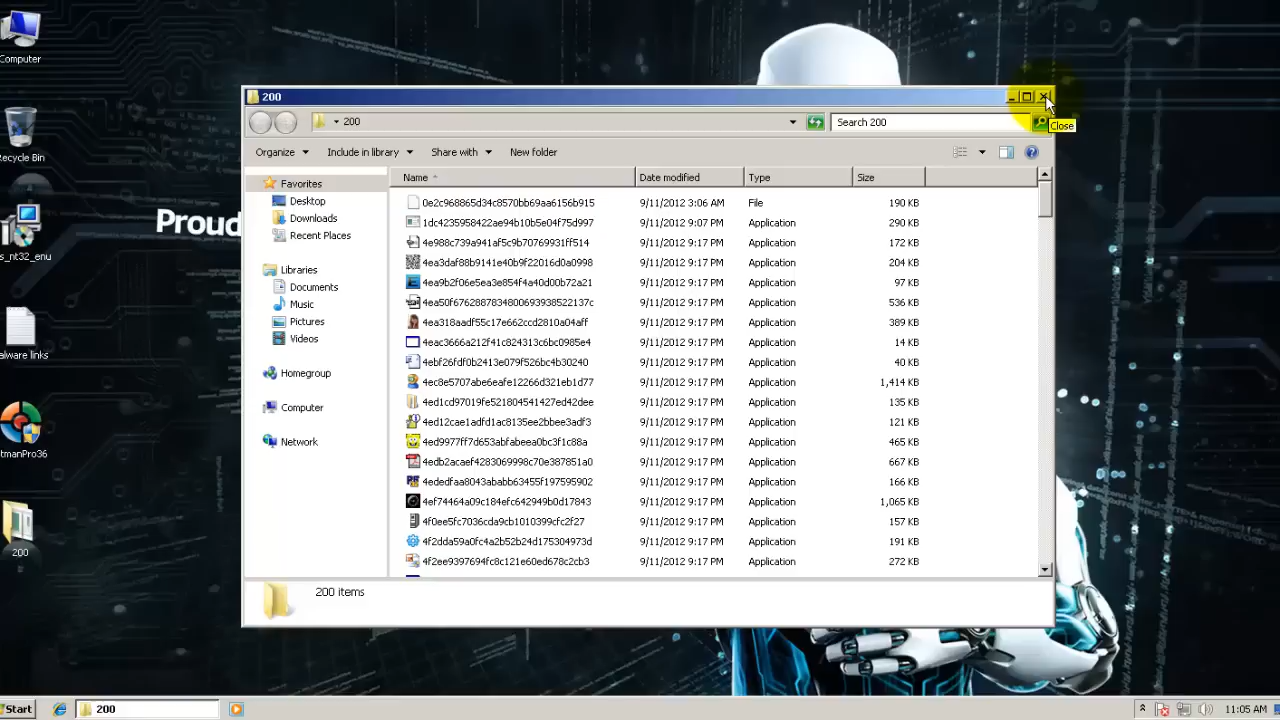 Computer
Recycle Bin
s_nt32_enu
Proud
alware links
tmanPro36
200
200
200
Search 200
Close
Organize
Include in library
Share with
New folder
Name
Date modified
Type
Size
Favorites
Desktop
Downloads
Recent Places
Libraries
Documents
Music
Pictures
Videos
Homegroup
Computer
Network
9/11/2012 3:06 AM File 190 KB
1dc4235958422ae94b10b5e04f75d997 9/11/2012 9:07 PM Application 290 KB
4e988c739a941af5c9b70769931ff514 9/11/2012 9:17 PM Application 172 KB
4ea3daf88b9141e40b9f22016d0a0998 9/11/2012 9:17 PM Application 204 KB
4ea9b2f06e5ea3e854f4a40d00b72a21 9/11/2012 9:17 PM Application 97 KB
4ea50f6762887834800693938522137c 9/11/2012 9:17 PM Application 536 KB
4ea318aadf55c17e662ccd2810a0haff 9/11/2012 9:17 PM Application 389 KB
4eac3666a212f41c824313c6bc0985e4 9/11/2012 9:17 PM Application 14 KB
4ebf26fdf0b2413e079f526bc4b30240 9/11/2012 9:17 PM Application 40 KB
4ec8e5707abe6eafe12266d321eb1d77 9/11/2012 9:17 PM Application 1,414 KB
4ed1cd97019fe521804541427ed42dee 9/11/2012 9:17 PM Application 135 KB
4ed12cae1adfd1ac8135ee2bbee3adf3 9/11/2012 9:17 PM Application 121 KB
4ed9977ff7d653abfabeea0bc3f1c88a 9/11/2012 9:17 PM Application 465 KB
4edb2acaef4283069998c70e387851a0 9/11/2012 9:17 PM Application 667 KB
4ededfaa8043ababb63455f197595902 9/11/2012 9:17 PM Application 166 KB
4ef74464a09c184efc642949b0d17843 9/11/2012 9:17 PM Application 1,065 KB
4f0ee5fc7036cda9cb1010399cfc2f27 9/11/2012 9:17 PM Application 157 KB
4f2dda59a0fc4a2b52b24d175304973d 9/11/2012 9:17 PM Application 191 KB
4f2ee9397694fc8c121e60ed678c2cb3 9/11/2012 9:17 PM Application 272 KB
200 items
Start
200
11:05 AM